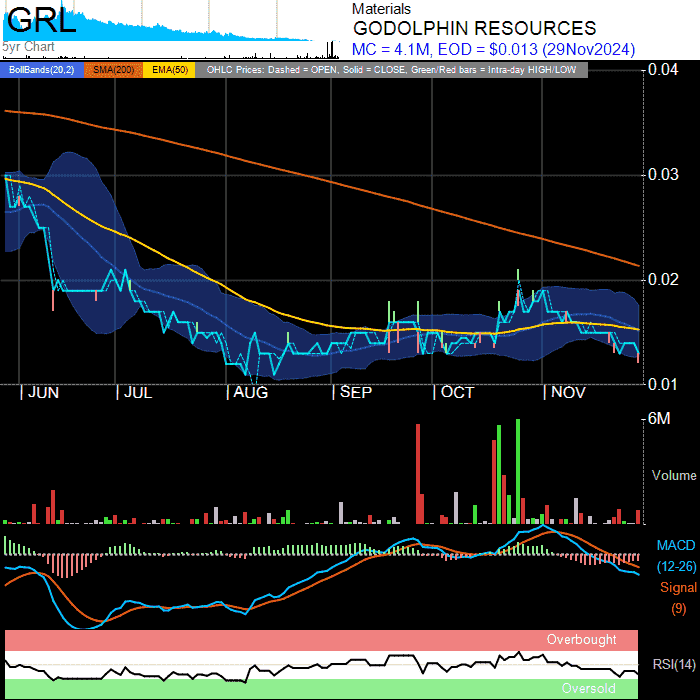 GRL
5yr Chart
Materials
GODOLPHIN RESOURCES
MC = 4.1M, EOD = $0.013 (29Nov2024)
BollBands(20,2) SMA(200) EMA(50) OHLC Prices: Dashed = OPEN, Solid = CLOSE, Green/Red bars = Intra-day HIGH/LOW
0.04
0.03
0.02
0.01
JUN JUL AUG SEP OCT NOV
6M
Volume
MACD
(12-26)
Signal
(9)
Overbought
RSI(14)
Oversold